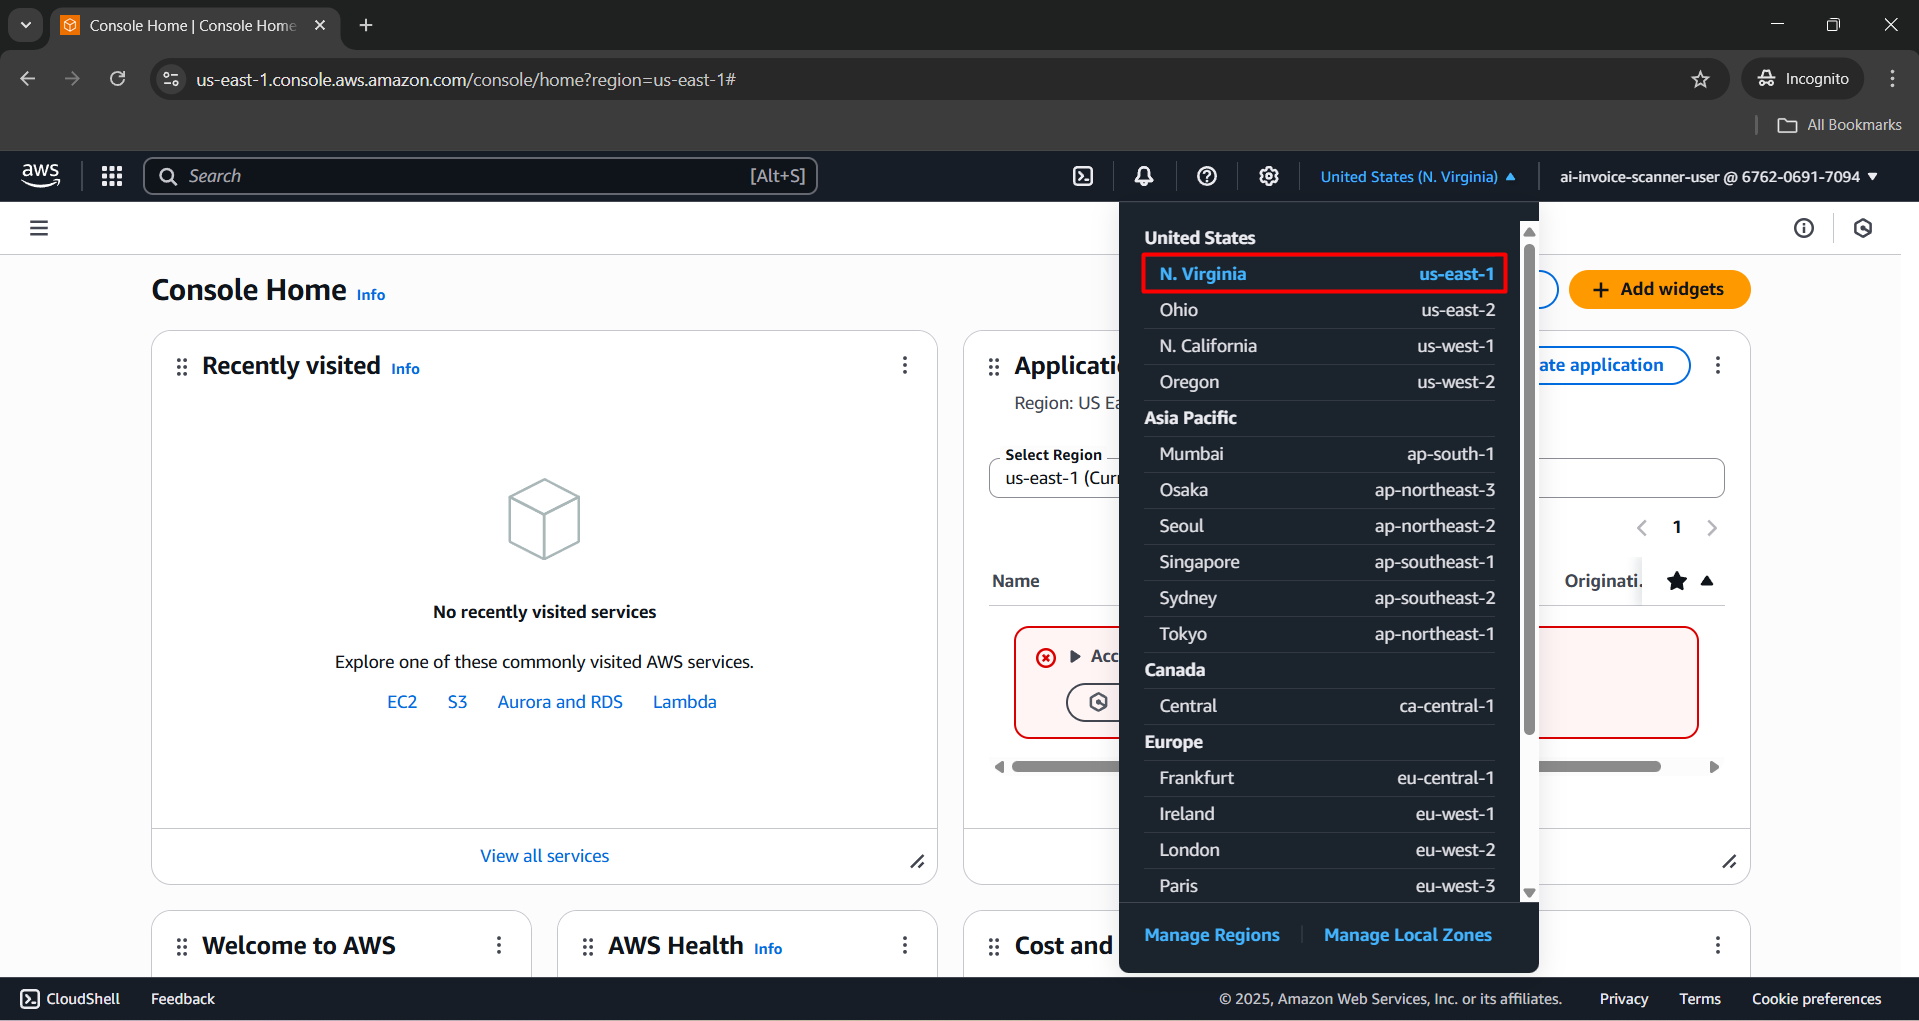 Console Home | Console Home
us-east-1.console.aws.amazon.com/console/home?region=us-east-1#
Incognito
All Bookmarks
aws
Search
[Alt+S]
United States (N. Virginia)
ai-invoice-scanner-user @ 6762-0691-7094
United States
N. Virginia us-east-1
Ohio us-east-2
N. California us-west-1
Oregon us-west-2
Asia Pacific
Mumbai ap-south-1
Osaka ap-northeast-3
Seoul ap-northeast-2
Singapore ap-southeast-1
Sydney ap-southeast-2
Tokyo ap-northeast-1
Canada
Central ca-central-1
Europe
Frankfurt eu-central-1
Ireland eu-west-1
London eu-west-2
Paris eu-west-3
Manage Regions
Manage Local Zones
Console Home Info
+ Add widgets
Recently visited Info
No recently visited services
Explore one of these commonly visited AWS services.
EC2 S3 Aurora and RDS Lambda
View all services
Applicati
ate application
Region: US Ea
Select Region
us-east-1 (Curr
1
Name
Originati.
Acc
Welcome to AWS
AWS Health Info
Cost and
CloudShell
Feedback
© 2025, Amazon Web Services, Inc. or its affiliates.
Privacy
Terms
Cookie preferences